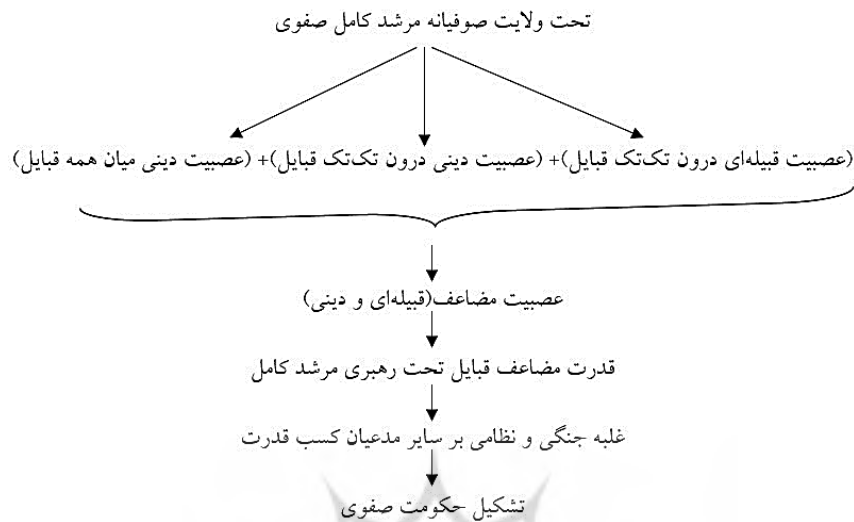 تحت ولایت صوفیانه مرشد کامل صفوی
(عصبیت قبیله‌ای درون تک‌تک قبایل)+ (عصبیت دینی درون تک‌تک قبایل)+ (عصبیت دینی میان همه قبایل)
عصبیت مضاعف(قبیله‌ای و دینی)
قدرت مضاعف قبایل تحت رهبری مرشد کامل
غلبه جنگی و نظامی بر سایر مدعیان کسب قدرت
تشکیل حکومت صفوی